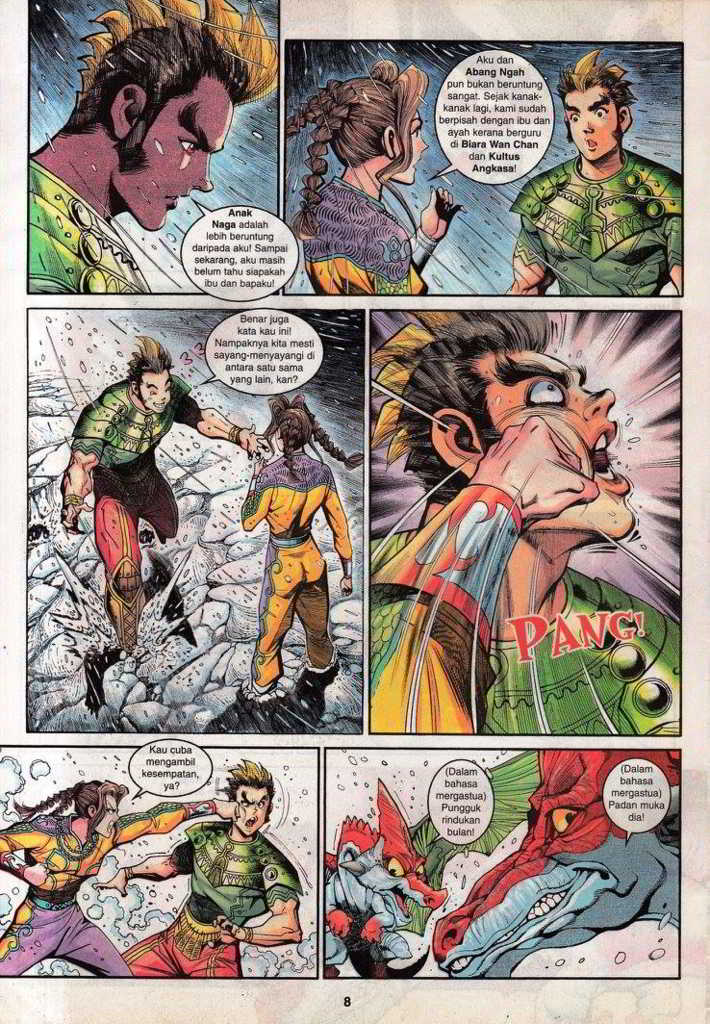 Anak
Naga adalah
lebih beruntung
daripada aku! Sampai
sekarang, aku masih
belum tahu siapakah
ibu dan bapaku!
Aku dan
Abang Ngah
pun bukan beruntung
sangat. Sejak kanak-
kanak lagi, kami sudah
berpisah dengan ibu dan
ayah kerana berguru
di Biara Wan Chan
dan Kultus
Angkasa!
Benar juga
kata kau ini!
Nampaknya kita mesti
sayang-menyayangi di
antara satu sama
yang lain, kan?
PANG!
Kau cuba
mengambil
kesempatan,
ya?
(Dalam
bahasa
mergastua)
Pungguk
rindukan
bulan!
(Dalam
bahasa
mergastua)
Padan muka
dia!
8